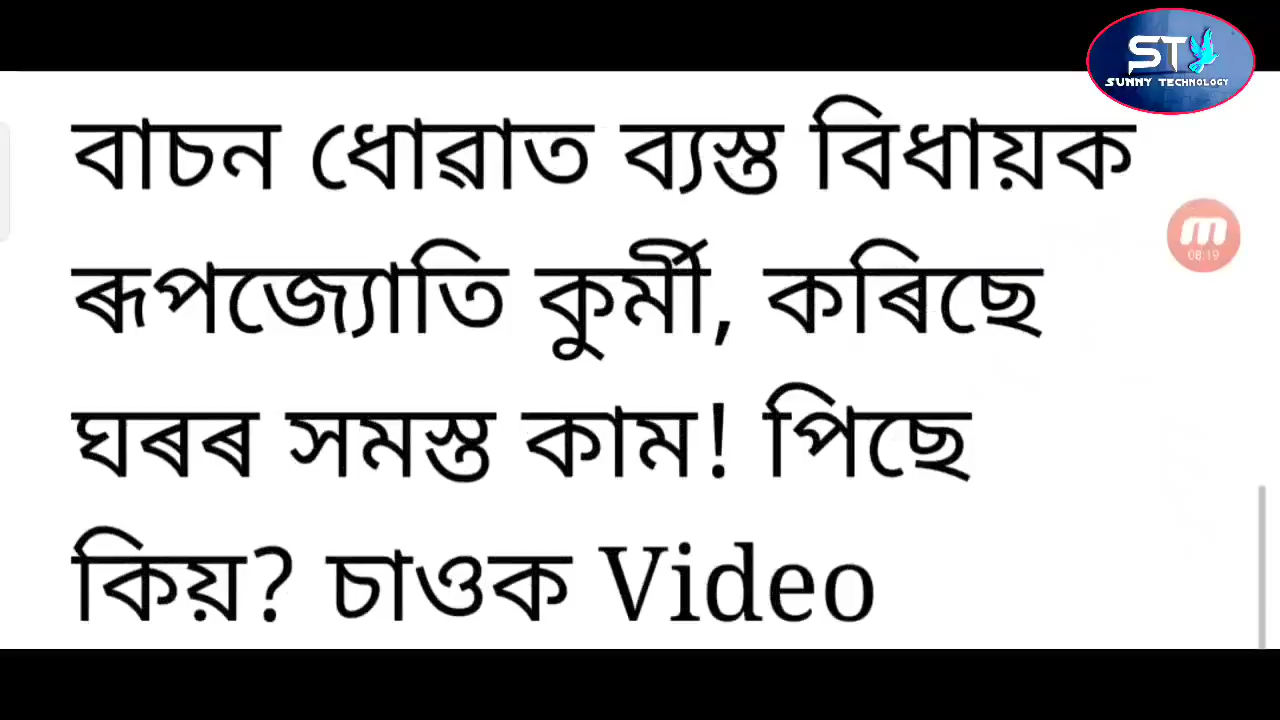 ST
SUNNY TECHNOLOGY
বাচন ধোৱাত ব্যস্ত বিধায়ক
ৰূপজ্যোতি কুৰ্মী, কৰিছে
08:19
ঘৰৰ সমস্ত কাম! পিছে
কিয়? চাওক Video